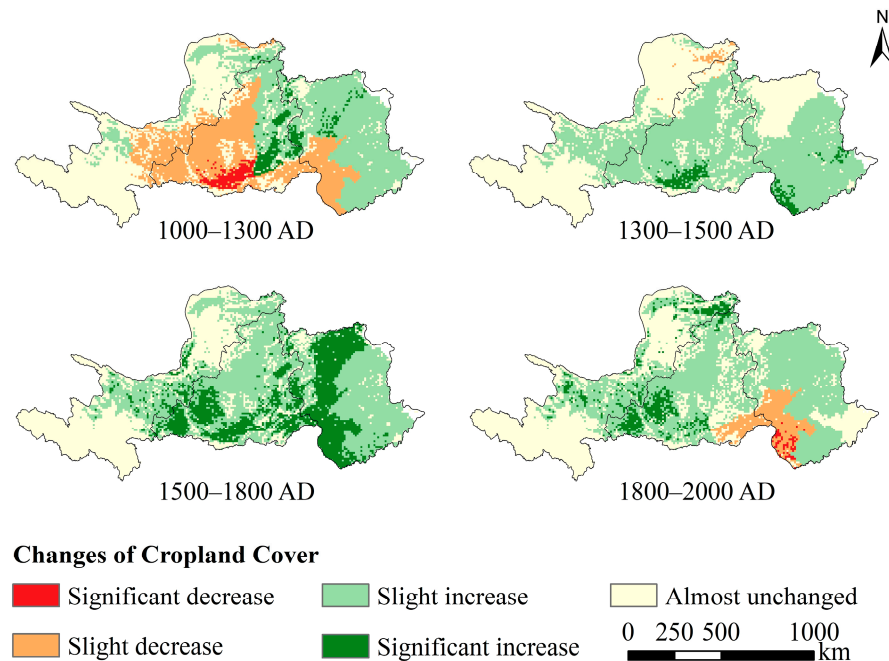 N
1000–1300 AD
1300–1500 AD
1500–1800 AD
1800–2000 AD
Changes of Cropland Cover
Significant decrease
Slight increase
Almost unchanged
Slight decrease
Significant increase
0 250 500 1000
km